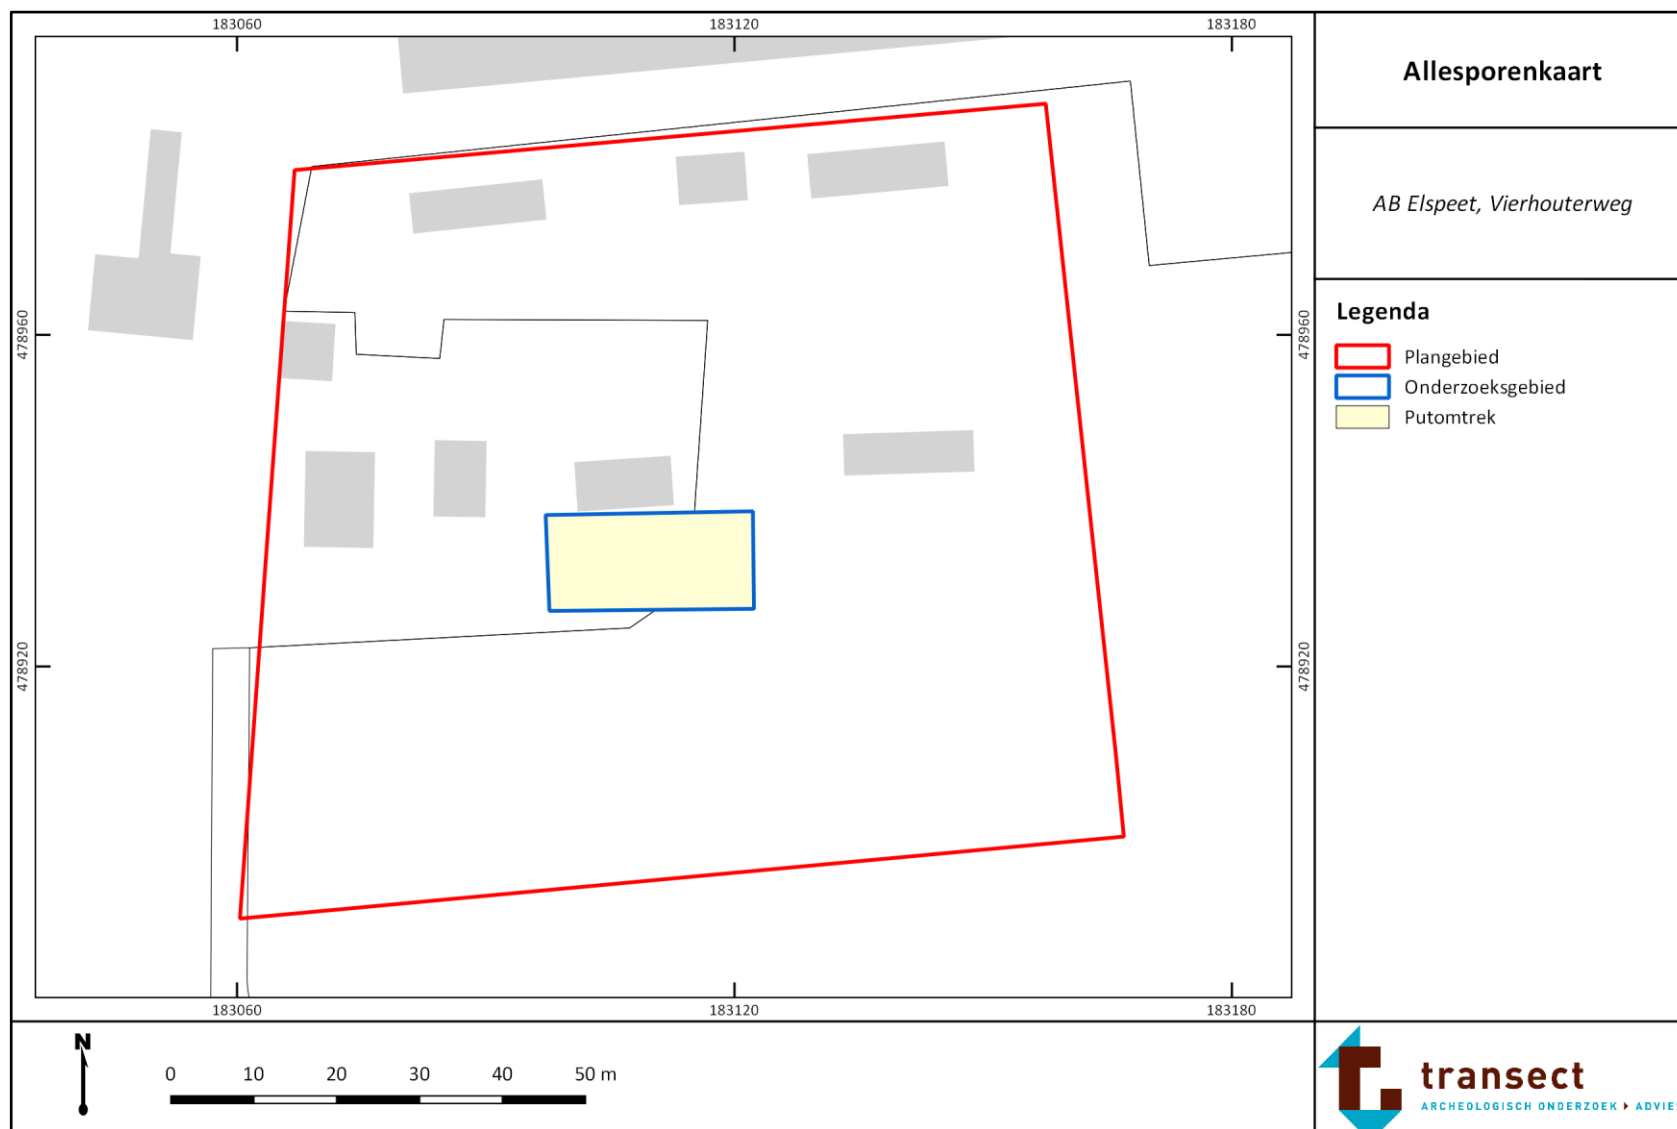 183060 183120 183180
Allesporenkaart
AB Elspeet, Vierhouterweg
Legenda
Plangebied
Onderzoeksgebied
Putomtrek
478960 478960
478920 478920
183060 183120 183180
N
0 10 20 30 40 50 m
transect
ARCHEOLOGISCH ONDERZOEK ADVIE